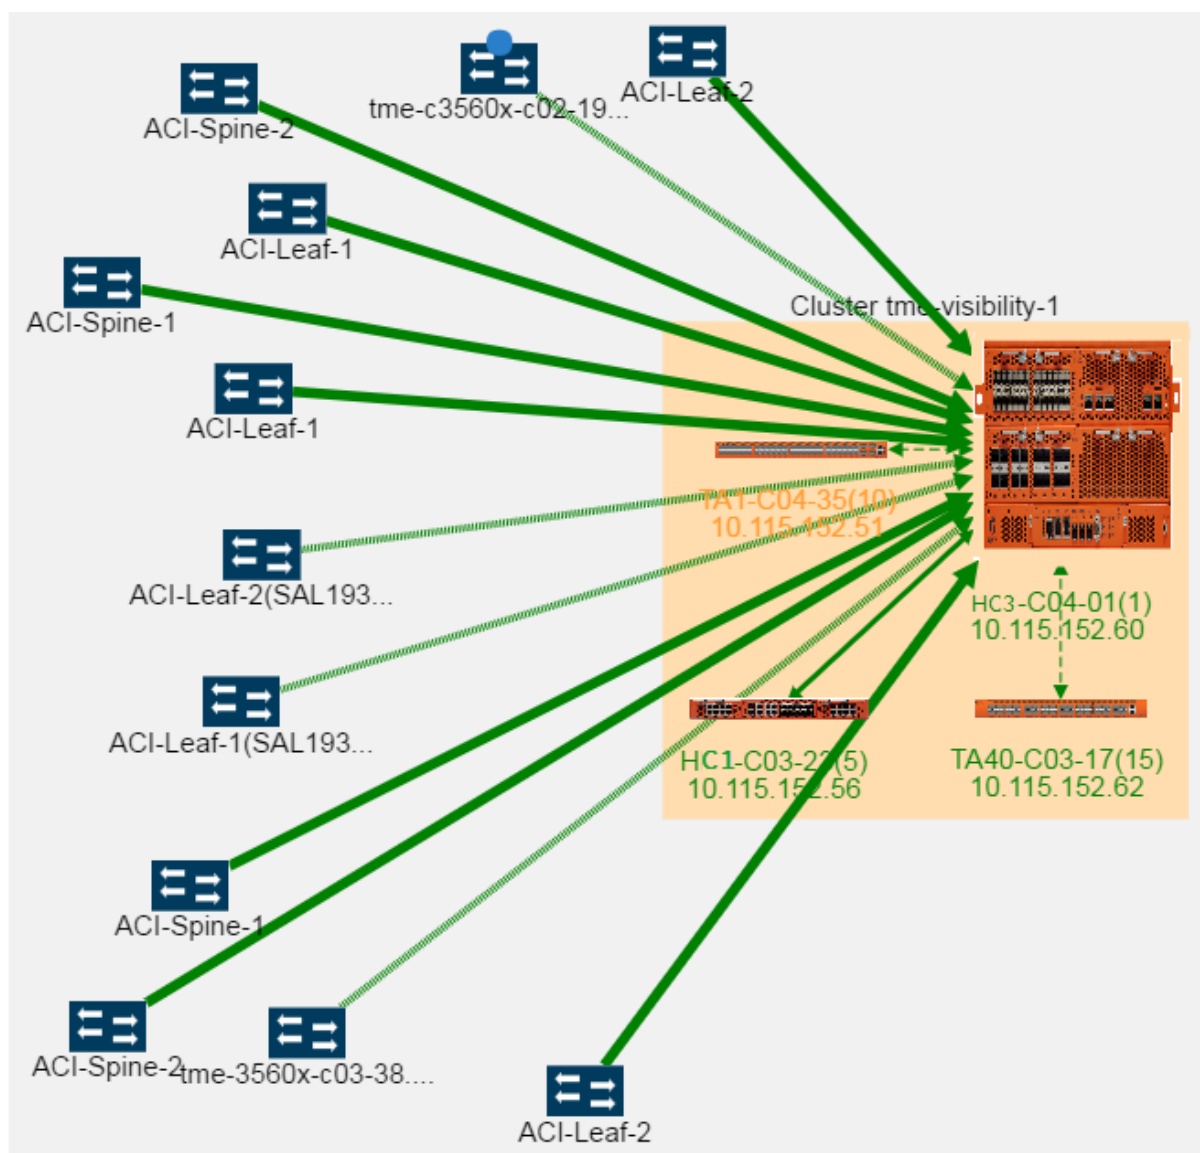 ACI-Leaf-2
tme-c3560x-c02-19...
ACI-Spine-2
ACI-Leaf-1
Cluster tme-visibility-1
ACI-Spine-1
ACI-Leaf-1
TA1-C04-35(10)
10.115.152.51
ACI-Leaf-2(SAL193...
HC3-C04-01(1)
10.115.152.60
ACI-Leaf-1(SAL193...
HC1-C03-22(5)
10.115.152.56
TA40-C03-17(15)
10.115.152.62
ACI-Spine-1
ACI-Spine-2
tme-3560x-c03-38....
ACI-Leaf-2